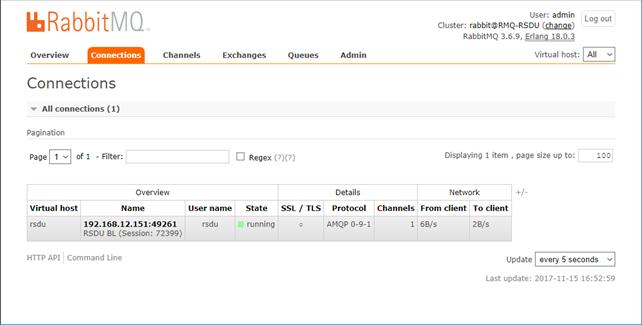 RabbitMQ
User: admin
Log out
Cluster: rabbit@RMQ-RSDU (change)
RabbitMQ 3.6.9, Erlang 18.0.3
Overview Connections Channels Exchanges Queues Admin
Virtual host: All
Connections
All connections (1)
Pagination
Page 1 of 1 - Filter: Regex (?)(?)
Displaying 1 item , page size up to: 100
Overview Details Network +/-
Virtual host Name User name State SSL / TLS Protocol Channels From client To client
rsdu 192.168.12.151:49261 rsdu running ○ AMQP 0-9-1 1 6B/s 2B/s
RSDU BL (Session: 72399)
HTTP API Command Line
Update every 5 seconds
Last update: 2017-11-15 16:52:59